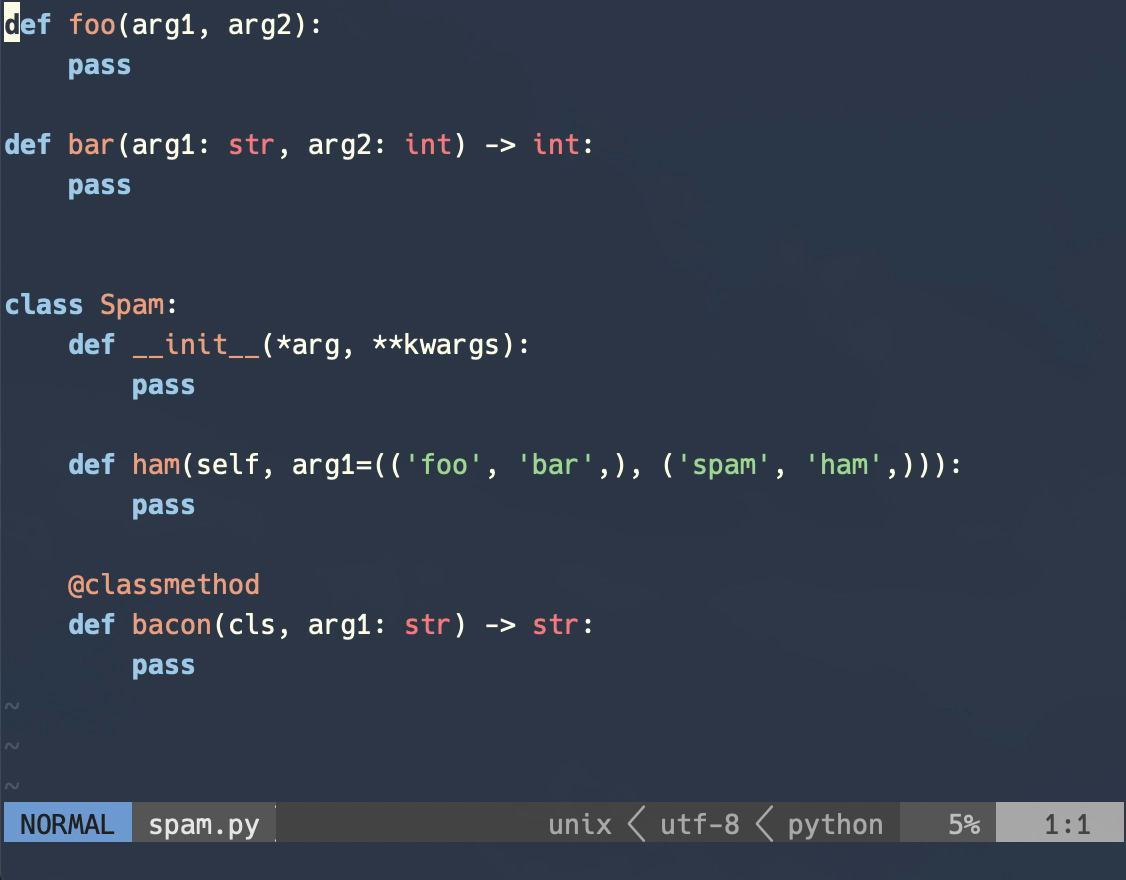 def foo(arg1, arg2):
    pass

def bar(arg1: str, arg2: int) -> int:
    pass


class Spam:
    def __init__(*arg, **kwargs):
        pass

    def ham(self, arg1=(('foo', 'bar',), ('spam', 'ham',))):
        pass

    @classmethod
    def bacon(cls, arg1: str) -> str:
        pass
~
~
~
NORMAL spam.py unix < utf-8 < python 5% 1:1